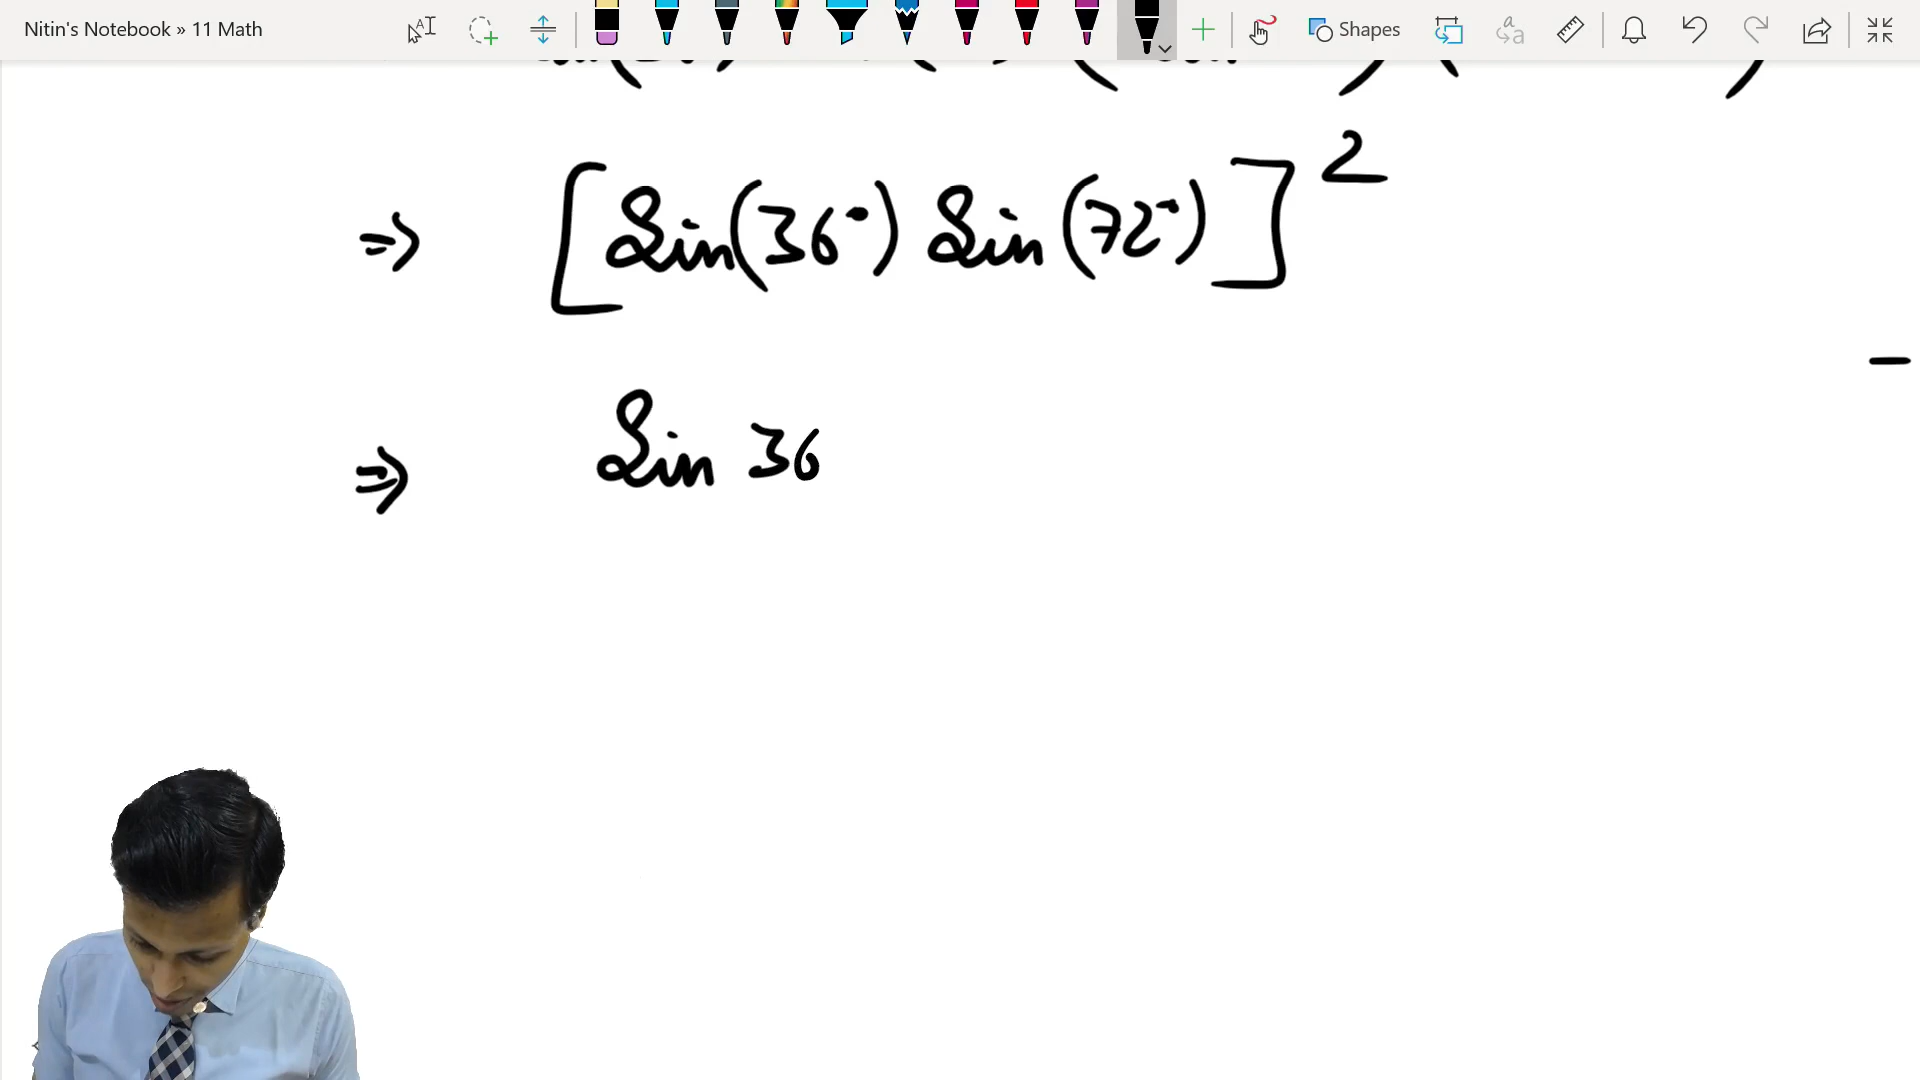 Nitin's Notebook » 11 Math
Shapes
⇒ [Sin(36°) Sin(72°)]²
⇒ Sin 36